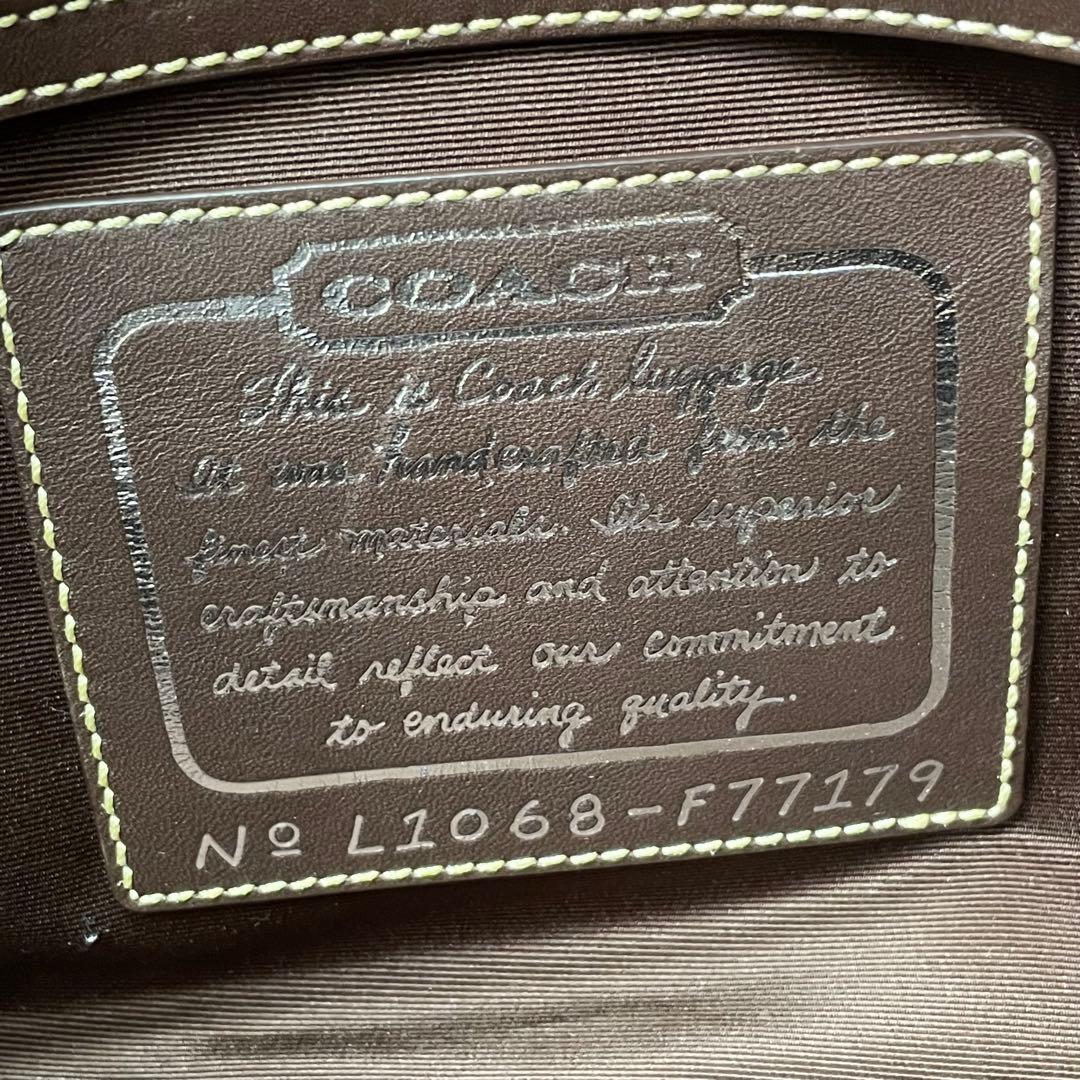 COACH
This is Coach luggage.
It was handcrafted from the
finest materials. Its superior
craftsmanship and attention to
detail reflect our commitment
to enduring quality.
Nº L1068-F77179